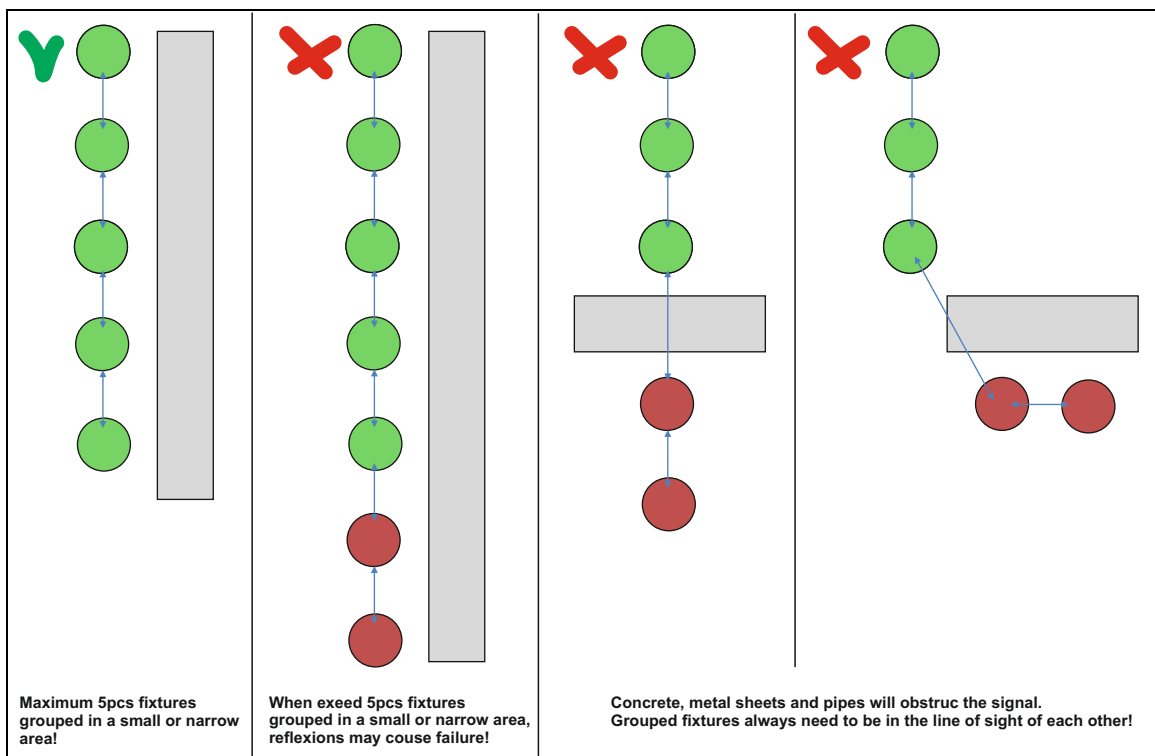 Maximum 5pcs fixtures
grouped in a small or narrow
area!
When exeed 5pcs fixtures
grouped in a small or narrow area,
reflexions may couse failure!
Concrete, metal sheets and pipes will obstruc the signal.
Grouped fixtures always need to be in the line of sight of each other!